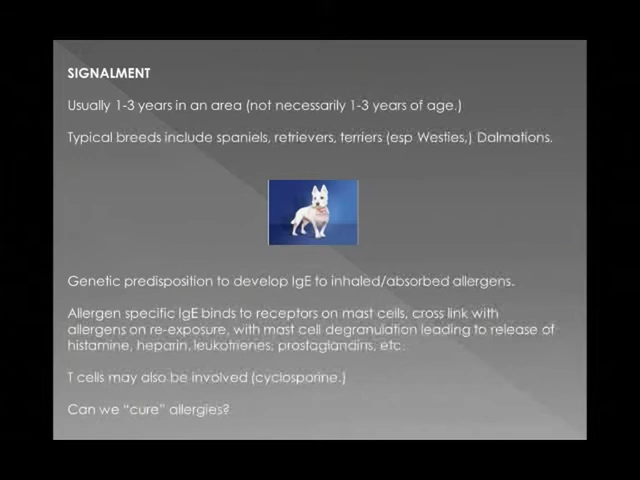 SIGNALMENT
Usually 1-3 years in an area (not necessarily 1-3 years of age.)
Typical breeds include spaniels, retrievers, terriers (esp Westies,) Dalmations.
Genetic predisposition to develop IgE to inhaled/absorbed allergens.
Allergen specific IgE binds to receptors on mast cells, cross link with
allergens on re-exposure, with mast cell degranulation leading to release of
histamine, heparin, leukotrienes, prostaglandins, etc.
T cells may also be involved (cyclosporine.)
Can we “cure” allergies?